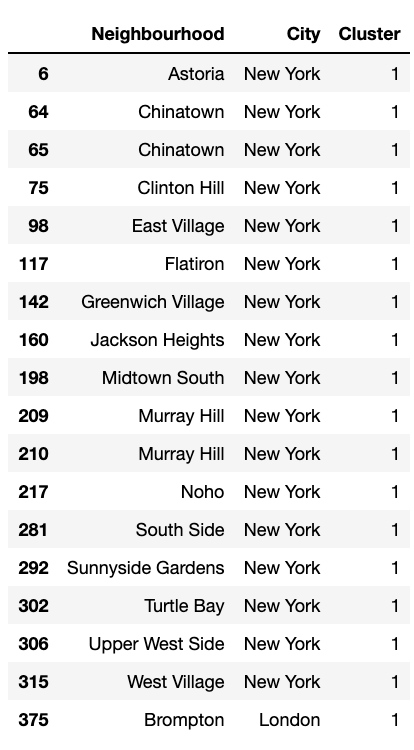 Neighbourhood City Cluster
6 Astoria New York 1
64 Chinatown New York 1
65 Chinatown New York 1
75 Clinton Hill New York 1
98 East Village New York 1
117 Flatiron New York 1
142 Greenwich Village New York 1
160 Jackson Heights New York 1
198 Midtown South New York 1
209 Murray Hill New York 1
210 Murray Hill New York 1
217 Noho New York 1
281 South Side New York 1
292 Sunnyside Gardens New York 1
302 Turtle Bay New York 1
306 Upper West Side New York 1
315 West Village New York 1
375 Brompton London 1